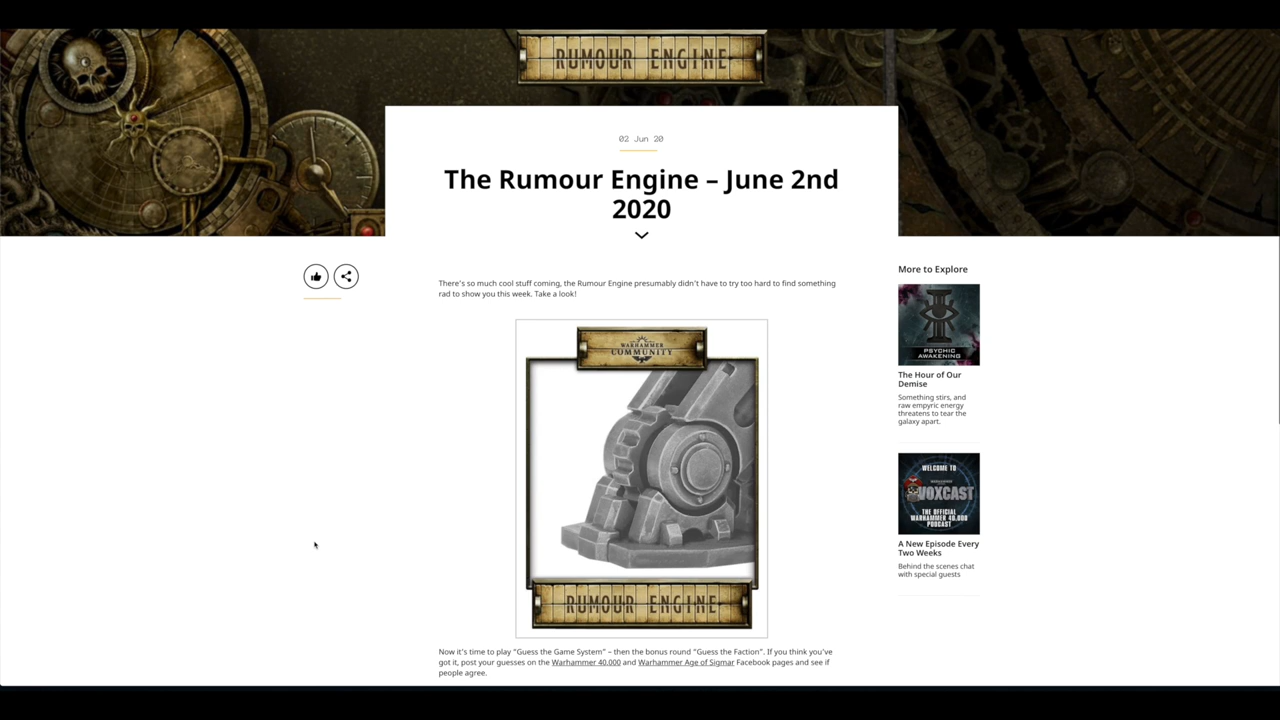 RUMOUR ENGINE
02 Jun 20
The Rumour Engine – June 2nd
2020
There's so much cool stuff coming, the Rumour Engine presumably didn't have to try too hard to find something
rad to show you this week. Take a look!
WARHAMMER
COMMUNITY
RUMOUR ENGINE
Now it's time to play "Guess the Game System" – then the bonus round "Guess the Faction". If you think you've
got it, post your guesses on the Warhammer 40,000 and Warhammer Age of Sigmar Facebook pages and see if
people agree.
More to Explore
PSYCHIC
AWAKENING
The Hour of Our
Demise
Something stirs, and
raw empyric energy
threatens to tear the
galaxy apart.
WELCOME TO
VOXCAST
THE OFFICIAL
WARHAMMER 40,000
PODCAST
A New Episode Every
Two Weeks
Behind the scenes chat
with special guests